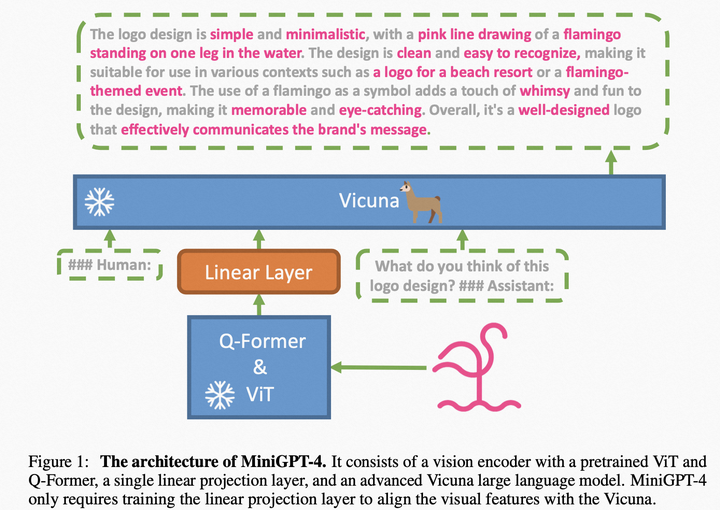 The logo design is simple and minimalistic, with a pink line drawing of a flamingo
standing on one leg in the water. The design is clean and easy to recognize, making it
suitable for use in various contexts such as a logo for a beach resort or a flamingo-
themed event. The use of a flamingo as a symbol adds a touch of whimsy and fun to
the design, making it memorable and eye-catching. Overall, it's a well-designed logo
that effectively communicates the brand's message.
Vicuna
### Human:
Linear Layer
What do you think of this
logo design? ### Assistant:
Q-Former
&
ViT
Figure 1: The architecture of MiniGPT-4. It consists of a vision encoder with a pretrained ViT and
Q-Former, a single linear projection layer, and an advanced Vicuna large language model. MiniGPT-4
only requires training the linear projection layer to align the visual features with the Vicuna.